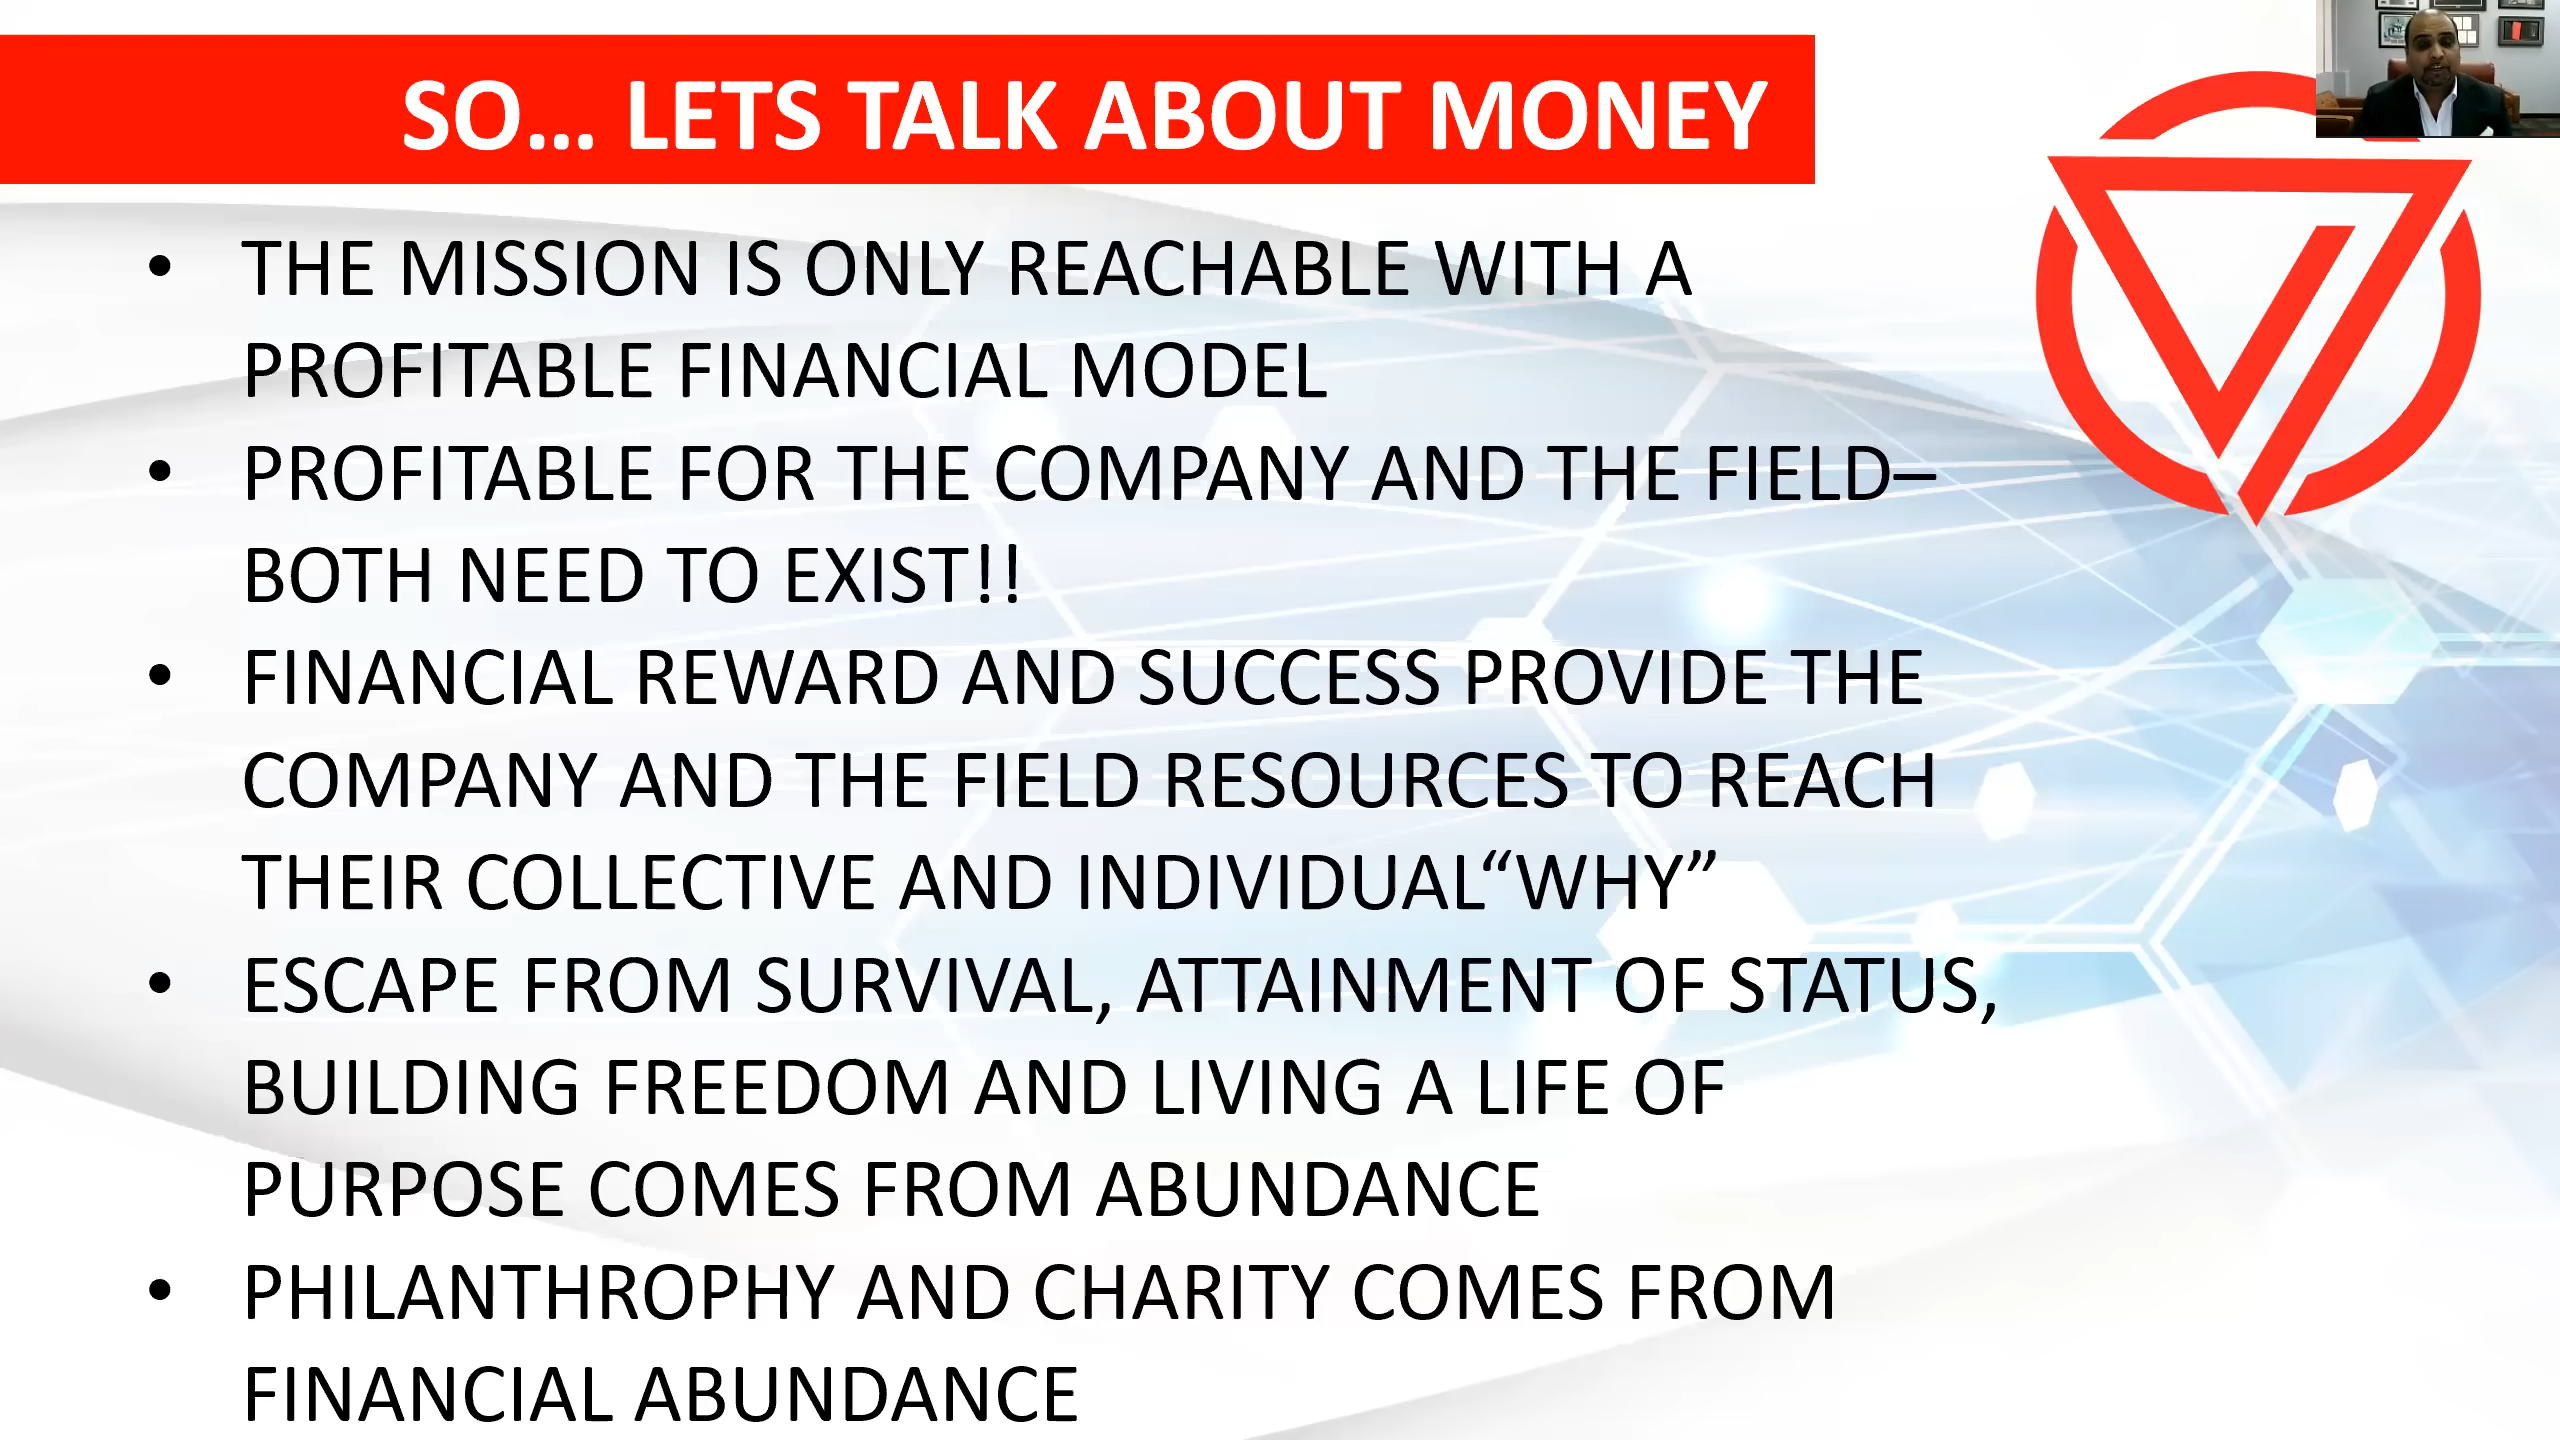 SO... LETS TALK ABOUT MONEY
• THE MISSION IS ONLY REACHABLE WITH A
PROFITABLE FINANCIAL MODEL
• PROFITABLE FOR THE COMPANY AND THE FIELD–
BOTH NEED TO EXIST!!
• FINANCIAL REWARD AND SUCCESS PROVIDE THE
COMPANY AND THE FIELD RESOURCES TO REACH
THEIR COLLECTIVE AND INDIVIDUAL“WHY”
• ESCAPE FROM SURVIVAL, ATTAINMENT OF STATUS,
BUILDING FREEDOM AND LIVING A LIFE OF
PURPOSE COMES FROM ABUNDANCE
• PHILANTHROPHY AND CHARITY COMES FROM
FINANCIAL ABUNDANCE